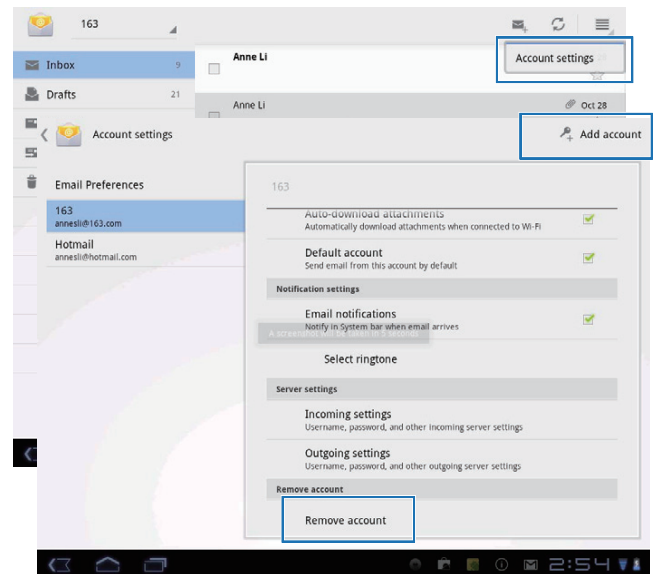 163
Account settings
Inbox 9
Anne Li
Drafts 21
Anne Li
Oct 28
Account settings
Add account
Email Preferences
163
annesli@163.com
Hotmail
annesli@hotmail.com
163
Auto-download attachments
Automatically download attachments when connected to Wi-Fi
Default account
Send email from this account by default
Notification settings
Email notifications
Notify in System bar when email arrives
Select ringtone
Server settings
Incoming settings
Username, password, and other incoming server settings
Outgoing settings
Username, password, and other outgoing server settings
Remove account
Remove account
2:54